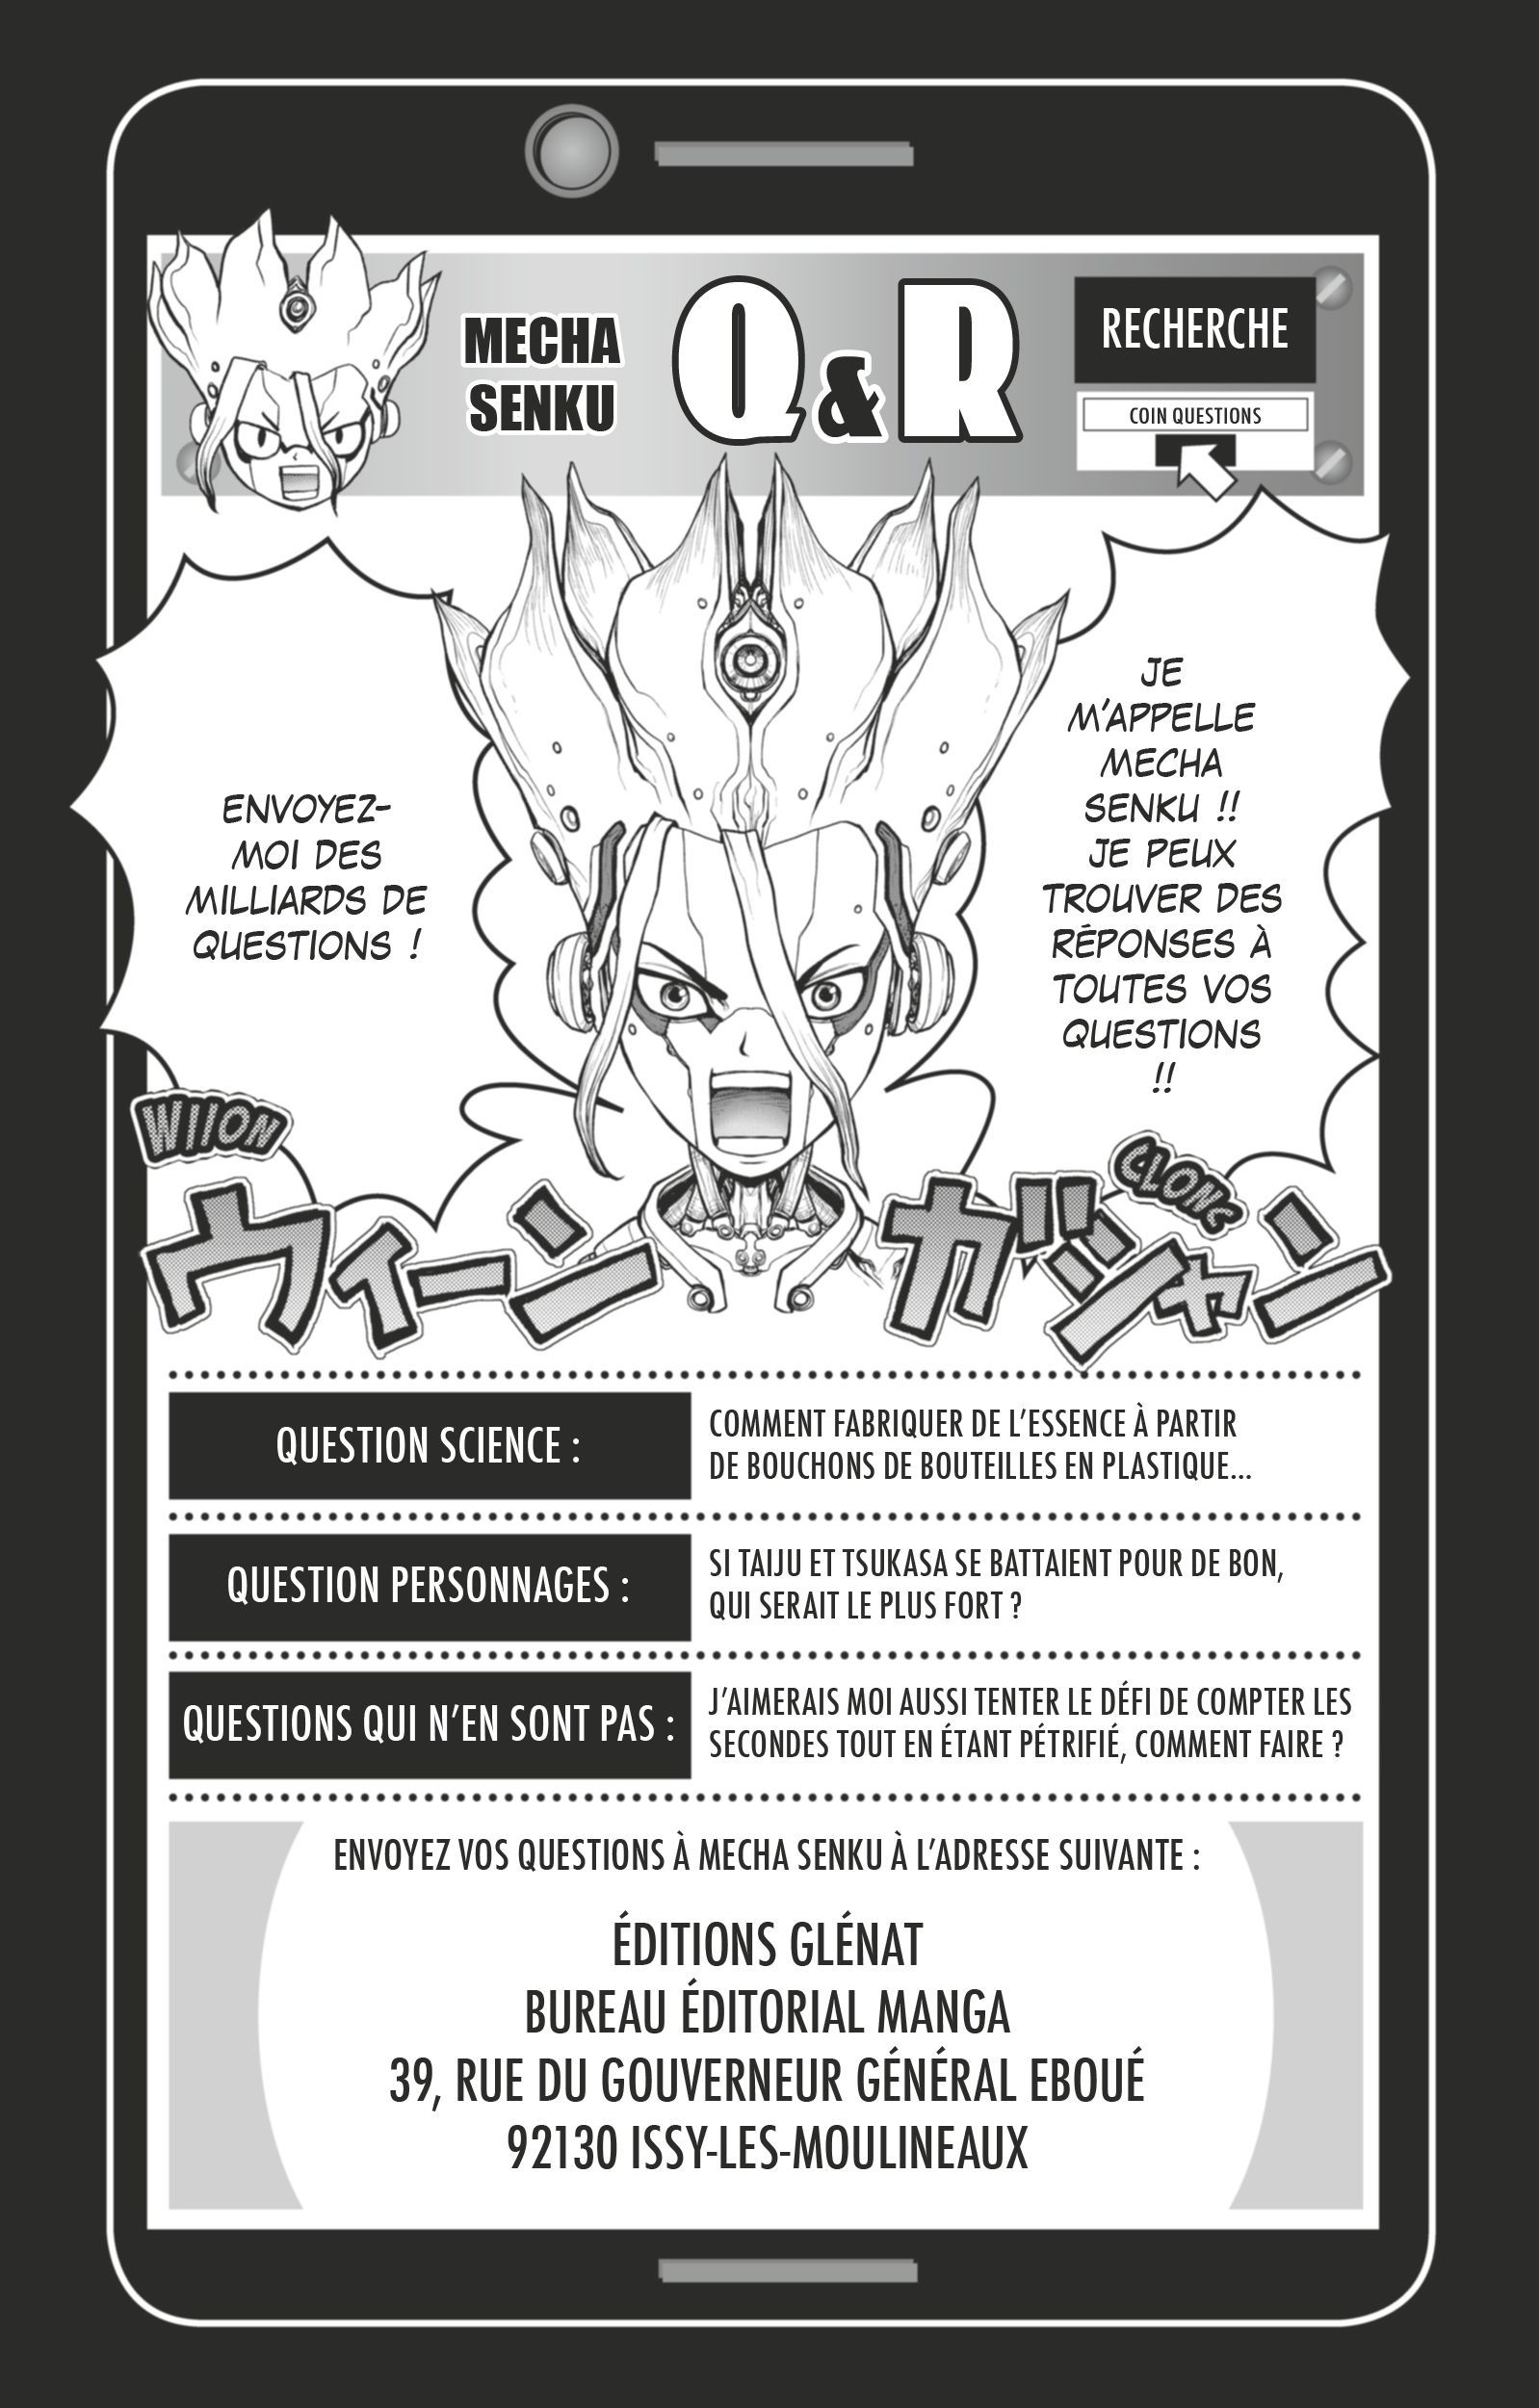 MECHA
SENKU
Q&R
RECHERCHE
COIN QUESTIONS
JE
M'APPELLE
MECHA
SENKU !!
JE PEUX
TROUVER DES
RÉPONSES À
TOUTES VOS
QUESTIONS
!!
ENVOYEZ-
MOI DES
MILLIARDS DE
QUESTIONS !
CLONG
ガシャン
WIION
ウィーン
QUESTION SCIENCE :
COMMENT FABRIQUER DE L'ESSENCE À PARTIR
DE BOUCHONS DE BOUTEILLES EN PLASTIQUE...
QUESTION PERSONNAGES :
SI TAIJU ET TSUKASA SE BATTAIENT POUR DE BON,
QUI SERAIT LE PLUS FORT ?
QUESTIONS QUI N'EN SONT PAS :
J'AIMERAIS MOI AUSSI TENTER LE DÉFI DE COMPTER LES
SECONDES TOUT EN ÉTANT PÉTRIFIÉ, COMMENT FAIRE ?
ENVOYEZ VOS QUESTIONS À MECHA SENKU À L'ADRESSE SUIVANTE :
ÉDITIONS GLÉNAT
BUREAU ÉDITORIAL MANGA
39, RUE DU GOUVERNEUR GÉNÉRAL EBOUÉ
92130 ISSY-LES-MOULINEAUX